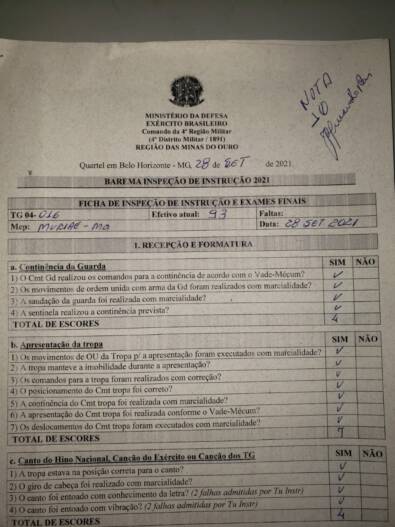 NOTA
10
MINISTÉRIO DA DEFESA
EXÉRCITO BRASILEIRO
Comando da 4ª Região Militar
(4º Distrito Militar / 1891)
REGIÃO DAS MINAS DO OURO
Quartel em Belo Horizonte - MG, 28 de SET de 2021.
BAREMA INSPEÇÃO DE INSTRUÇÃO 2021
FICHA DE INSPEÇÃO DE INSTRUÇÃO E EXAMES FINAIS
TG 04-016 Efetivo atual: 93 Faltas:
Mcp: MURIAÉ - MG Data: 28 SET 2021
1. RECEPÇÃO E FORMATURA
a. Continência da Guarda SIM NÃO
1) O Cmt Gd realizou os comandos para a continência de acordo com o Vade-Mécum? ✓
2) Os movimentos de ordem unida com arma da Gd foram realizados com marcialidade? ✓
3) A saudação da guarda foi realizada com marcialidade? ✓
4) A sentinela realizou a continência prevista? ✓
TOTAL DE ESCORES 4
b. Apresentação da tropa SIM NÃO
1) Os movimentos de OU da Tropa p/ a apresentação foram executados com marcialidade? ✓
2) A tropa manteve a imobilidade durante a apresentação? ✓
3) Os comandos para a tropa foram realizados com correção? ✓
4) O posicionamento do Cmt tropa foi correto? ✓
5) A continência do Cmt tropa foi realizada com marcialidade? ✓
6) A apresentação do Cmt tropa foi realizada conforme o Vade-Mécum? ✓
7) Os deslocamentos do Cmt tropa foram executados com marcialidade? ✓
TOTAL DE ESCORES 7
c. Canto do Hino Nacional, Canção do Exército ou Canção dos TG SIM NÃO
1) A tropa estava na posição correta para o canto? ✓
2) O giro de cabeça foi realizado com marcialidade? ✓
3) O canto foi entoado com conhecimento da letra? (2 falhas admitidas por Tu Instr) ✓
4) O canto foi entoado com vibração? (2 falhas admitidas por Tu Instr) ✓
TOTAL DE ESCORES 4